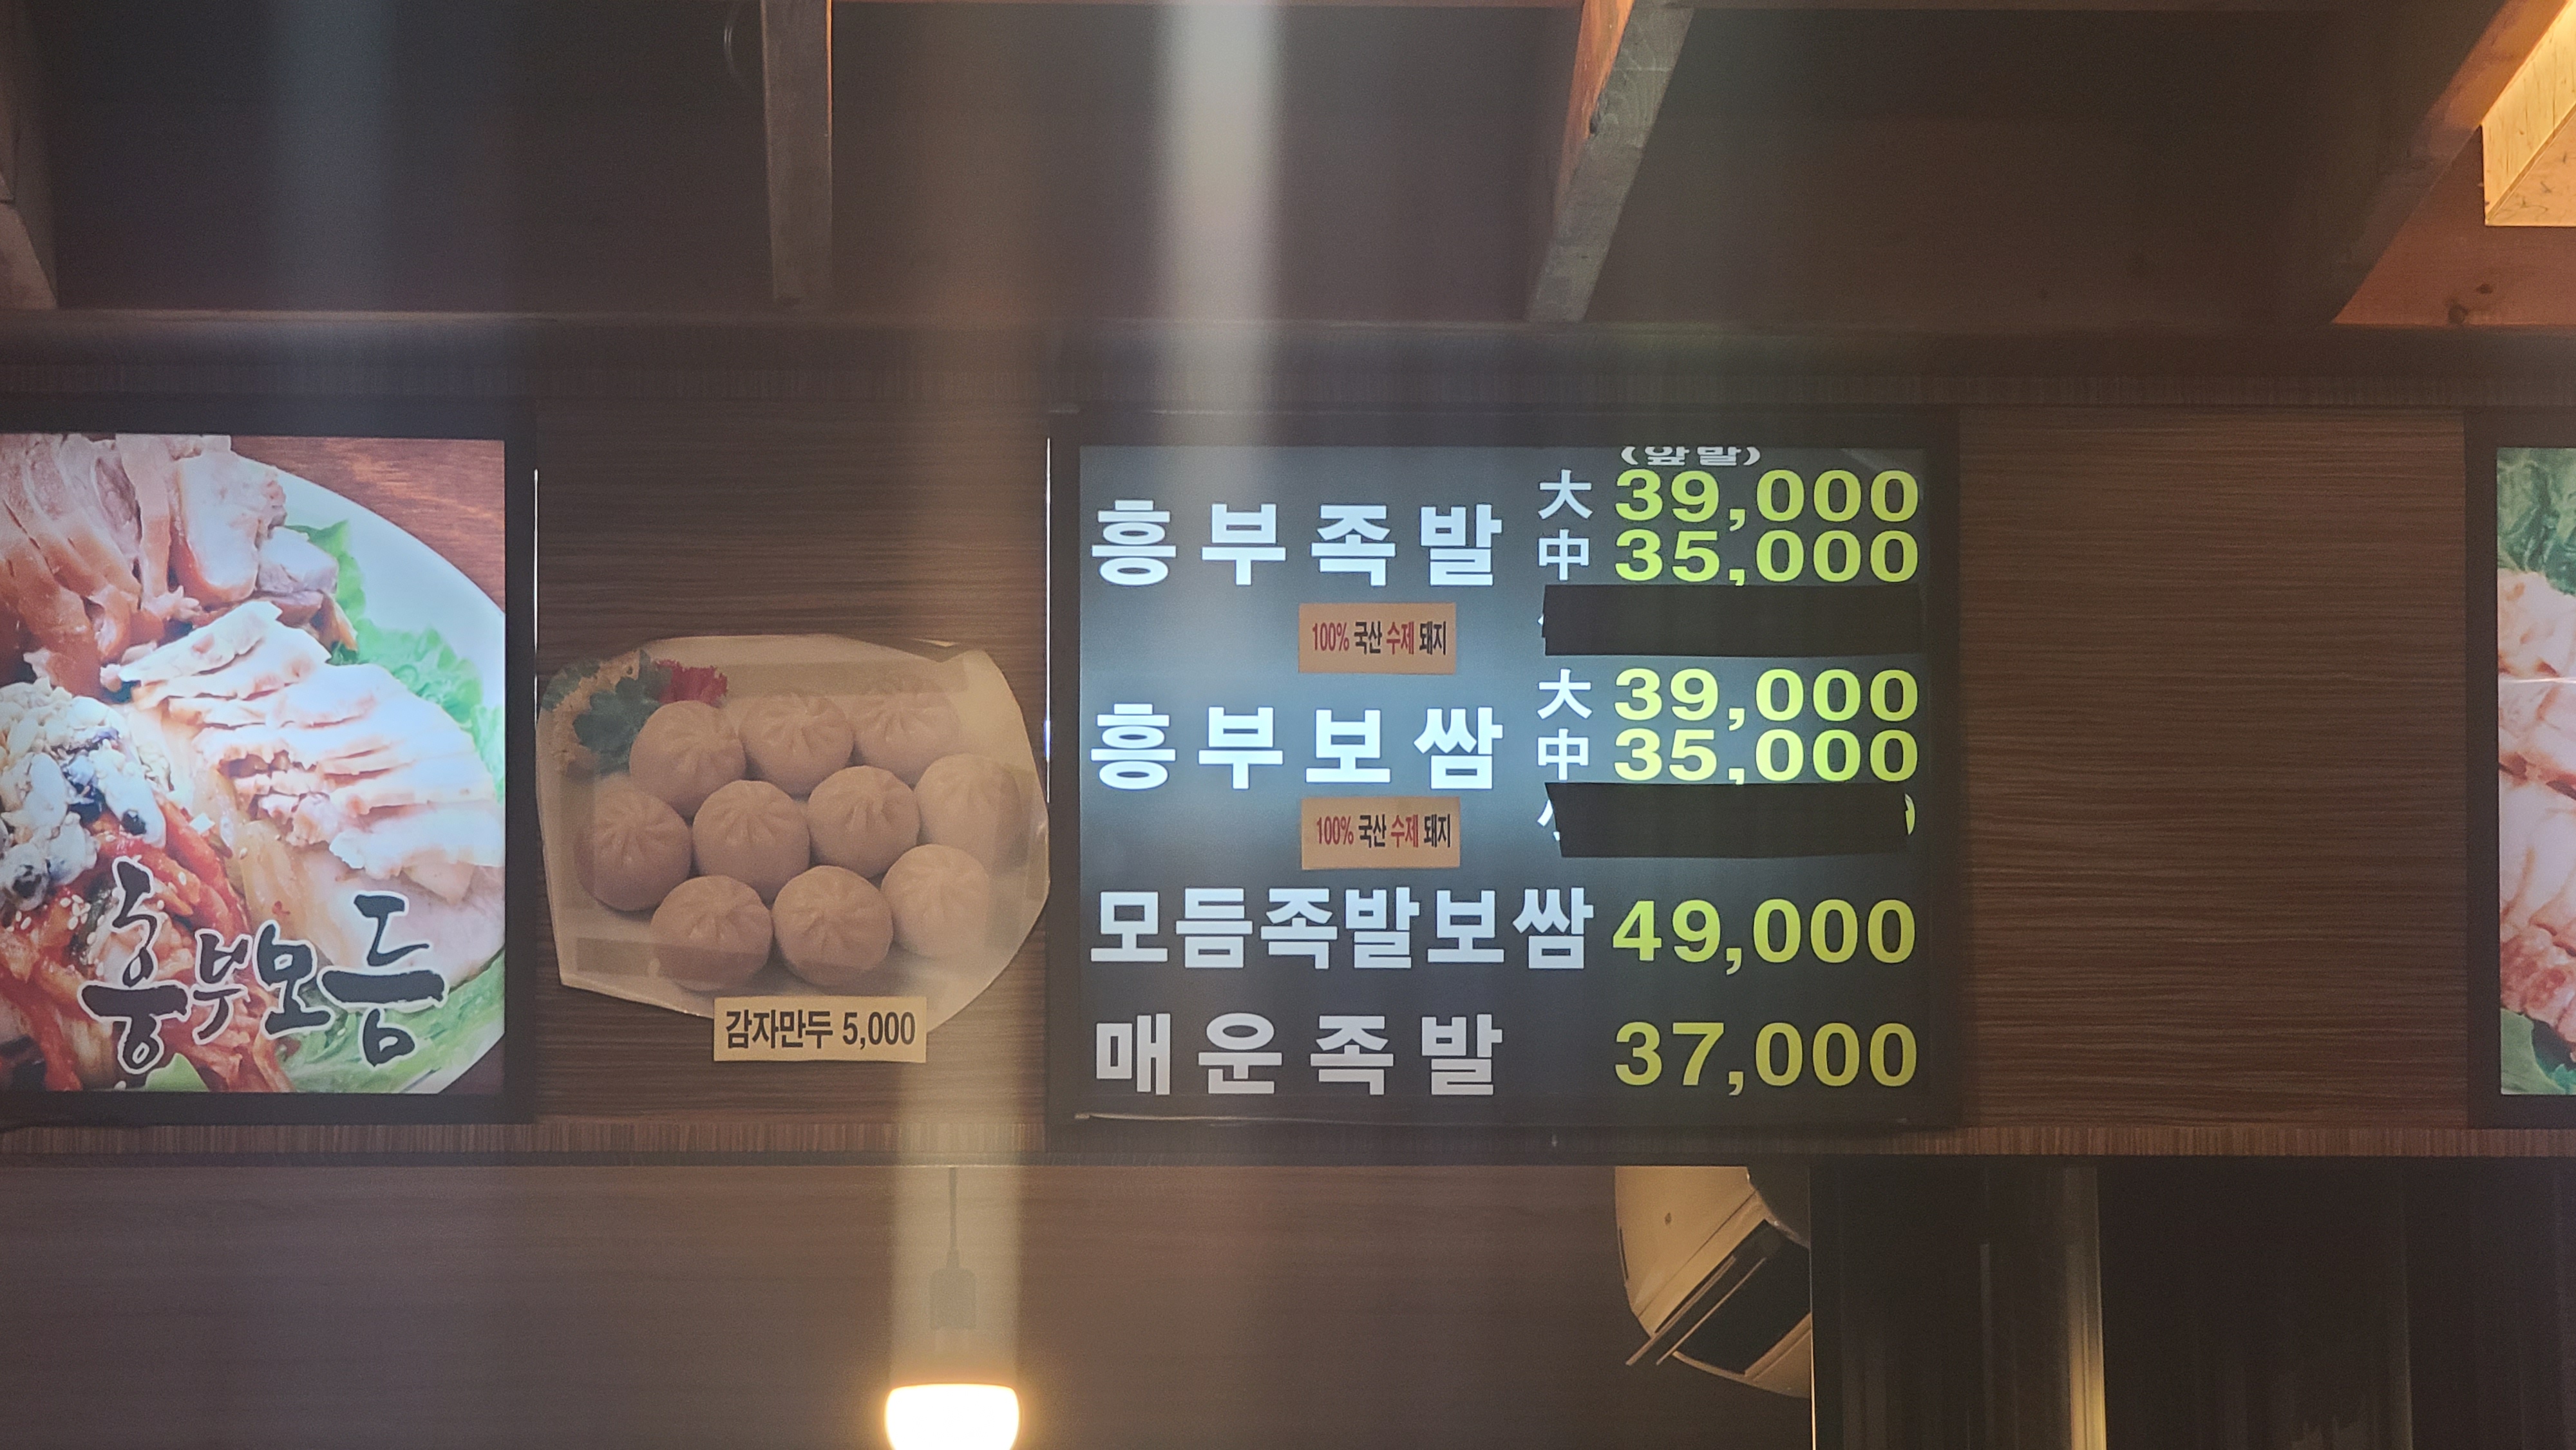 흥부모듬
감자만두 5,000
(앞발)
흥부족발 大 39,000
中 35,000
100% 국산 수제 돼지
흥부보쌈 大 39,000
中 35,000
100% 국산 수제 돼지
모듬족발보쌈 49,000
매운족발 37,000